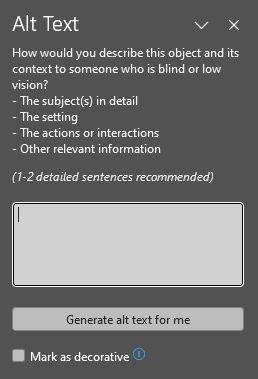 Alt Text
How would you describe this object and its
context to someone who is blind or low
vision?
- The subject(s) in detail
- The setting
- The actions or interactions
- Other relevant information
(1-2 detailed sentences recommended)
Generate alt text for me
Mark as decorative